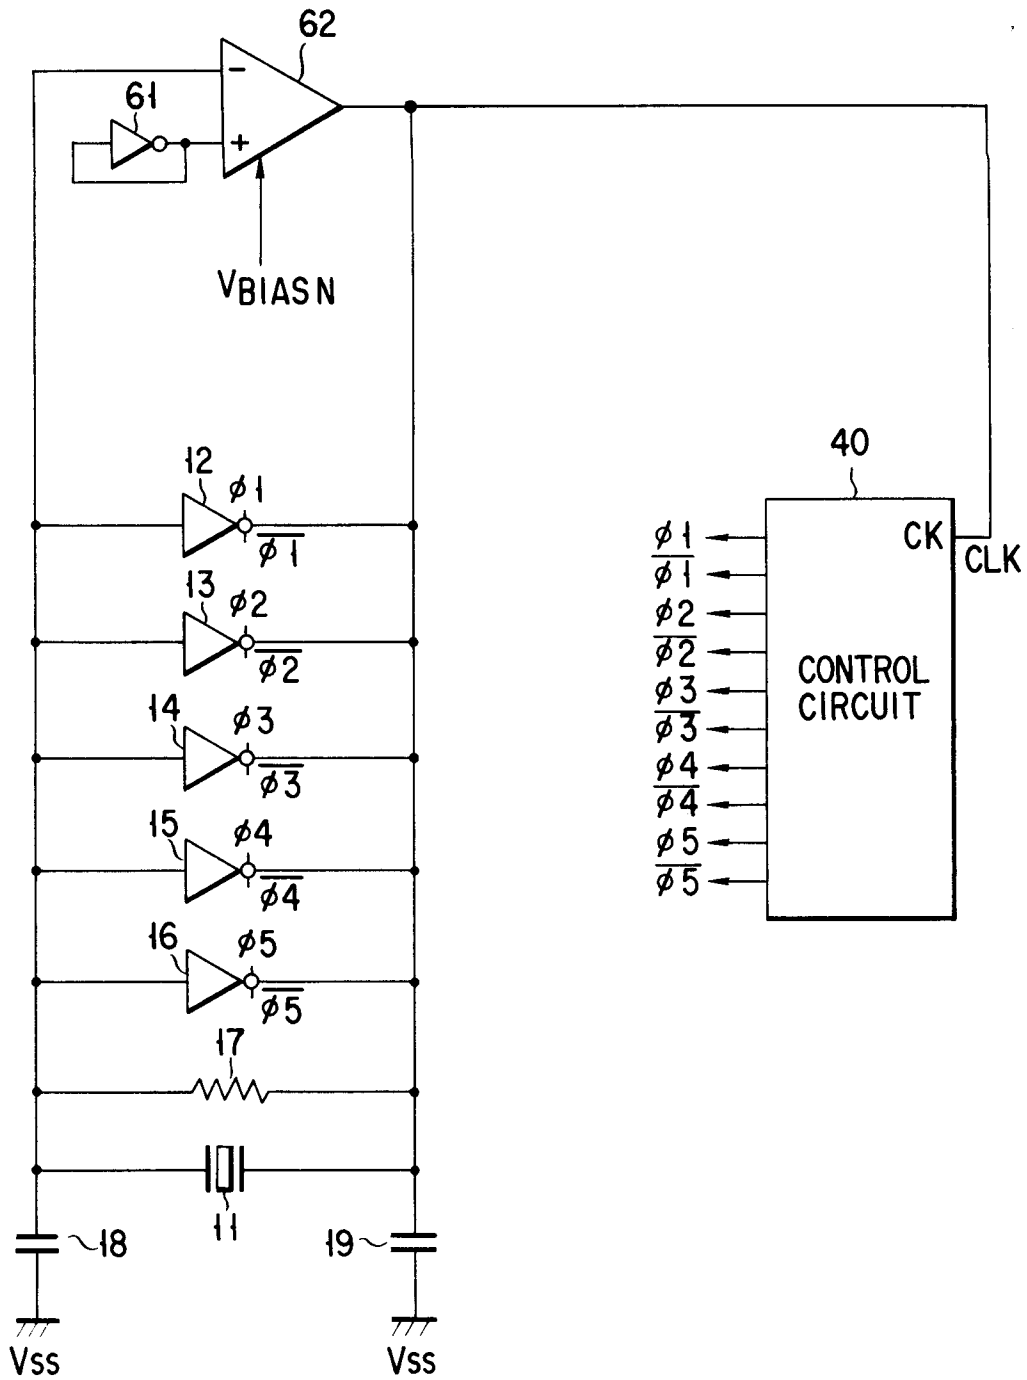 62
61
−
+
VBIASN
12
ϕ1
ϕ1̅
13
ϕ2
ϕ2̅
14
ϕ3
ϕ3̅
15
ϕ4
ϕ4̅
16
ϕ5
ϕ5̅
17
11
18
19
VSS
VSS
40
CK
CLK
CONTROL
CIRCUIT
ϕ1
ϕ1̅
ϕ2
ϕ2̅
ϕ3
ϕ3̅
ϕ4
ϕ4̅
ϕ5
ϕ5̅